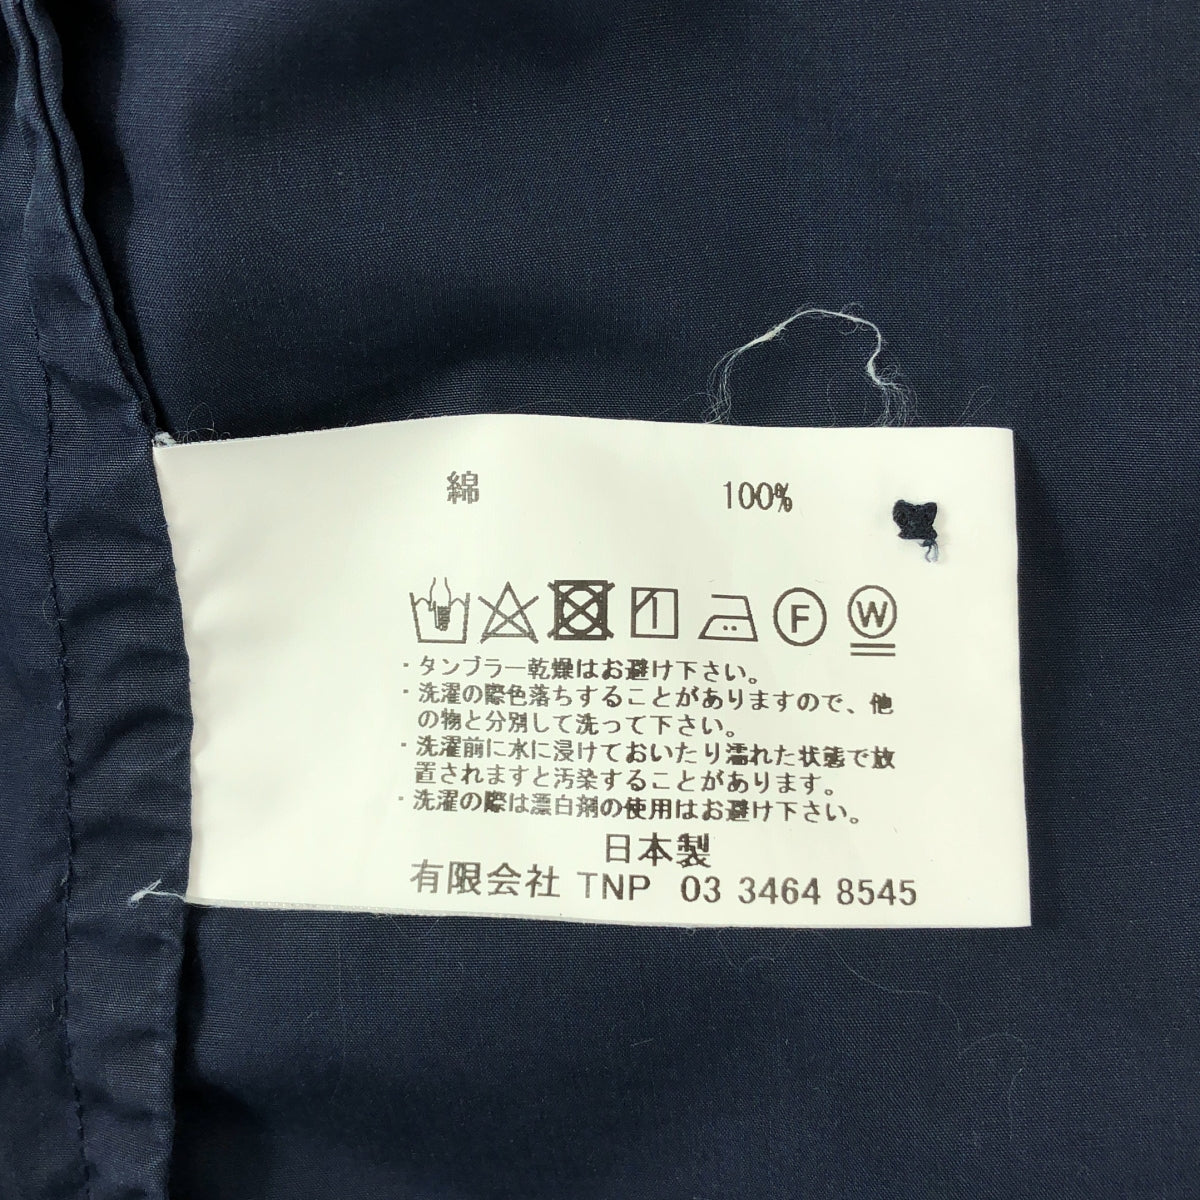 綿 100%
F W
・タンブラー乾燥はお避け下さい。
・洗濯の際色落ちすることがありますので、他
の物と分別して洗って下さい。
・洗濯前に水に浸けておいたり濡れた状態で放
置されますと汚染することがあります。
・洗濯の際は漂白剤の使用はお避け下さい。
日本製
有限会社 TNP 03 3464 8545